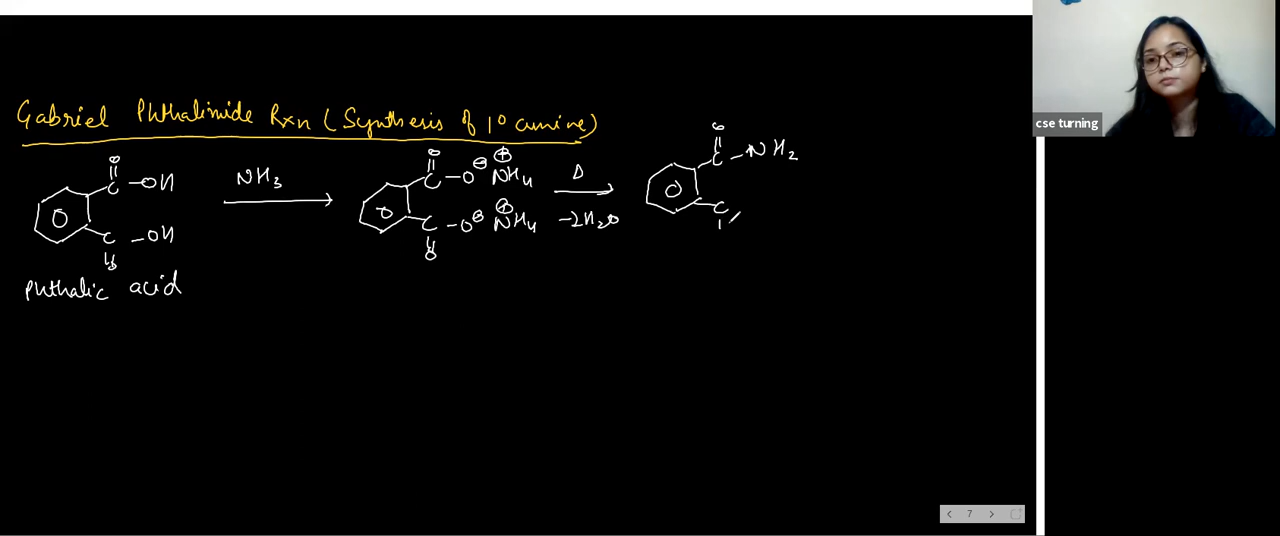 Gabriel Phthalimide Rxn (Synthesis of 1° amine)
O O ⊖ ⊕ O
C -OH NH3 C -O NH4 Δ C -NH2
C -OH C -O⊖ NH4 ⊕ -2H2O C
O O
Phthalic acid
cse turning
7